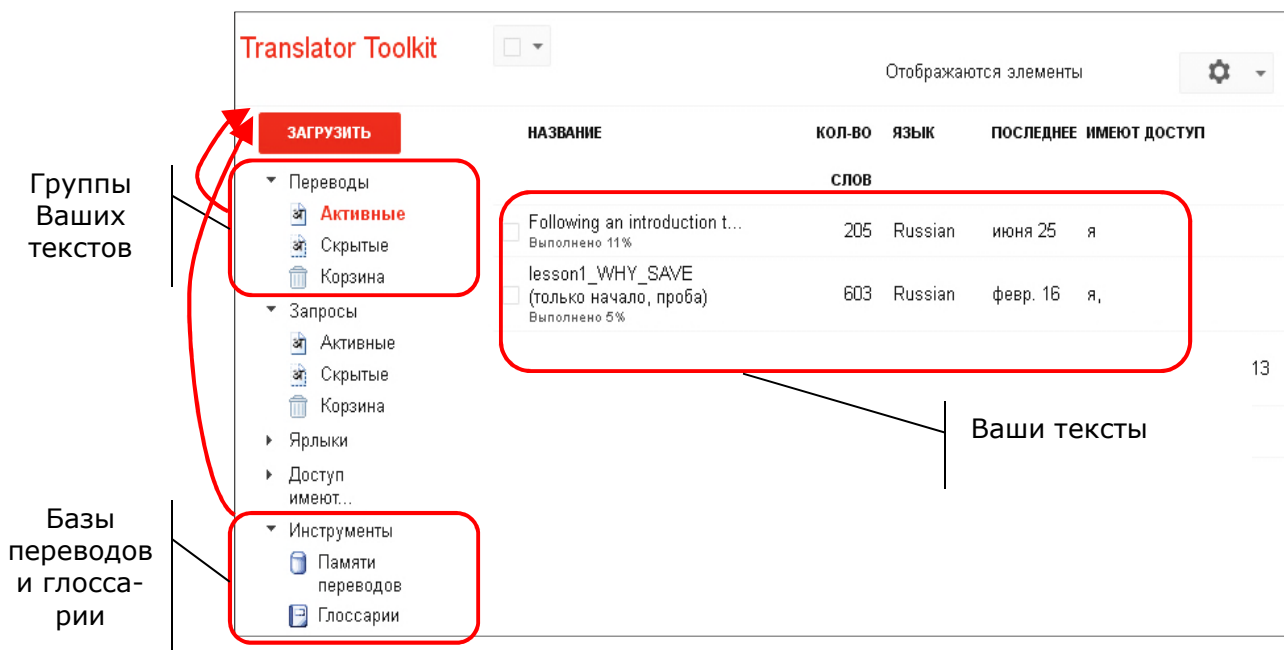 Translator Toolkit
Отображаются элементы
ЗАГРУЗИТЬ
НАЗВАНИЕ
КОЛ-ВО
СЛОВ
ЯЗЫК
ПОСЛЕДНЕЕ
ИМЕЮТ ДОСТУП
Группы
Ваших
текстов
Переводы
Активные
Скрытые
Корзина
Запросы
Активные
Скрытые
Корзина
Ярлыки
Доступ
имеют...
Инструменты
Памяти
переводов
Глоссарии
Following an introduction t...
Выполнено 11%
205 Russian июня 25 я
lesson1_WHY_SAVE
(только начало, проба)
Выполнено 5%
603 Russian февр. 16 я,
13
Ваши тексты
Базы
переводов
и глосса-
рии